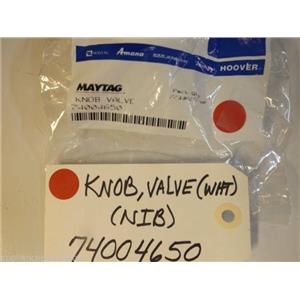 Amana
HOOVER
MAYTAG
KNOB VALVE
74004650
KNOB, VALVE (WHT)
(NIB)
74004650